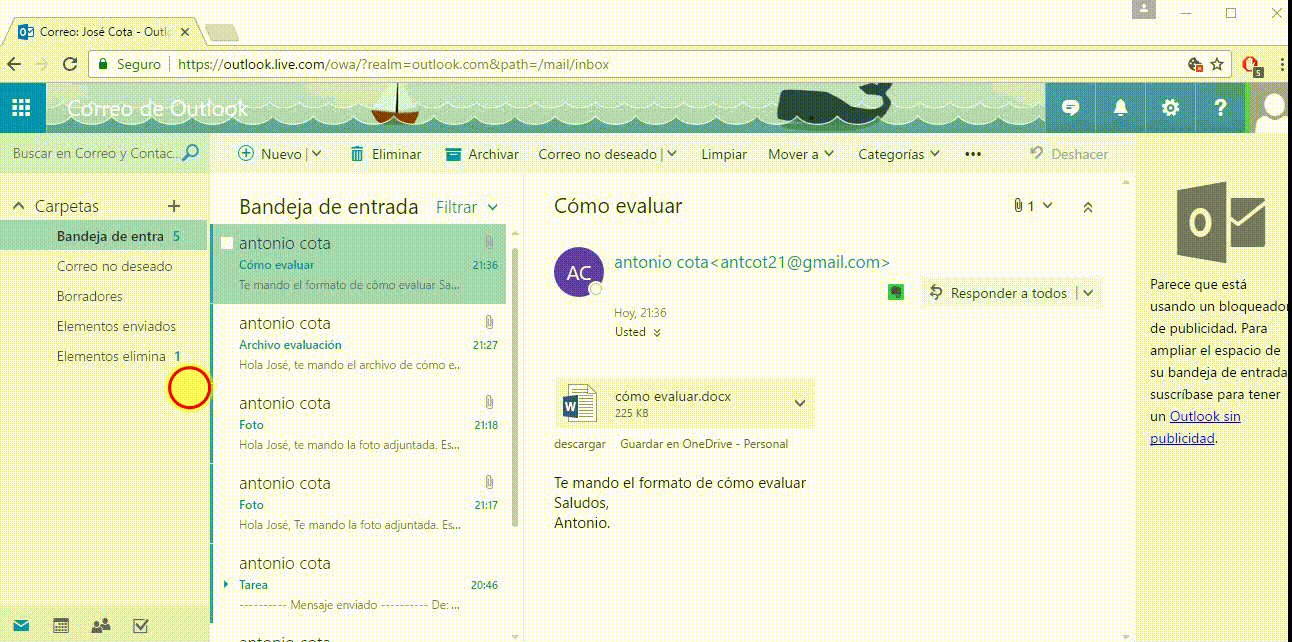 Correo: José Cota - Outl
Seguro https://outlook.live.com/owa/?realm=outlook.com&path=/mail/inbox
5
Correo de Outlook
?
Buscar en Correo y Contac...
Nuevo | Eliminar Archivar Correo no deseado | Limpiar Mover a Categorías ••• Deshacer
Carpetas +
Bandeja de entra 5
Correo no deseado
Borradores
Elementos enviados
Elementos elimina 1
Bandeja de entrada Filtrar
antonio cota
Cómo evaluar 21:36
Te mando el formato de cómo evaluar Sa...
antonio cota
Archivo evaluación 21:27
Hola José, te mando el archivo de cómo e...
antonio cota
Foto 21:18
Hola José, te mando la foto adjuntada. Es...
antonio cota
Foto 21:17
Hola José, Te mando la foto adjuntada. Es...
antonio cota
Tarea 20:46
---------- Mensaje enviado ---------- De: ...
Cómo evaluar
1
AC
antonio cota<antcot21@gmail.com>
Responder a todos |
Hoy, 21:36
Usted
W
cómo evaluar.docx
225 KB
descargar Guardar en OneDrive - Personal
Te mando el formato de cómo evaluar
Saludos,
Antonio.
O
Parece que está
usando un bloqueador
de publicidad. Para
ampliar el espacio de
su bandeja de entrada
suscríbase para tener
un Outlook sin
publicidad.